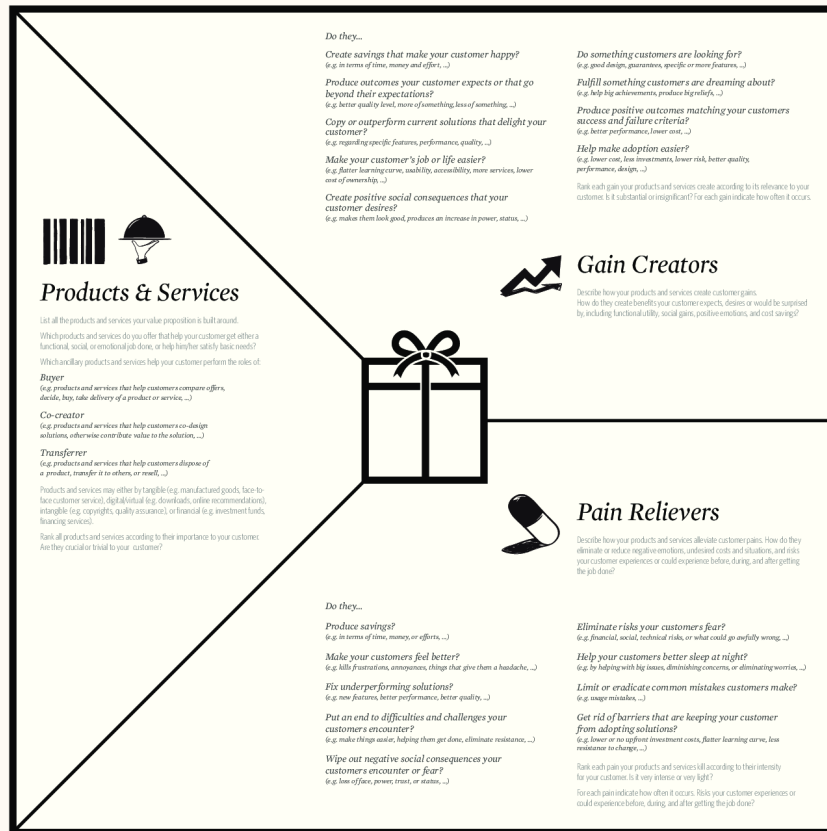 Do they...
Create savings that make your customer happy?
(e.g. in terms of time, money and effort, ...)
Produce outcomes your customer expects or that go
beyond their expectations?
(e.g. better quality level, more of something, less of something, ...)
Copy or outperform current solutions that delight your
customer?
(e.g. regarding specific features, performance, quality, ...)
Make your customer's job or life easier?
(e.g. flatter learning curve, usability, accessibility, more services, lower
cost of ownership, ...)
Create positive social consequences that your
customer desires?
(e.g. makes them look good, produces an increase in power, status, ...)
Do something customers are looking for?
(e.g. good design, guarantees, specific or more features, ...)
Fulfill something customers are dreaming about?
(e.g. help big achievements, produce big reliefs, ...)
Produce positive outcomes matching your customers
success and failure criteria?
(e.g. better performance, lower cost, ...)
Help make adoption easier?
(e.g. lower cost, less investments, lower risk, better quality,
performance, design, ...)
Rank each gain your products and services create according to its relevance to your
customer. Is it substantial or insignificant? For each gain indicate how often it occurs.
Gain Creators
Describe how your products and services create customer gains.
How do they create benefits your customer expects, desires or would be surprised
by, including functional utility, social gains, positive emotions, and cost savings?
Products & Services
List all the products and services your value proposition is built around.
Which products and services do you offer that help your customer get either a
functional, social, or emotional job done, or help him/her satisfy basic needs?
Which ancillary products and services help your customer perform the roles of:
Buyer
(e.g. products and services that help customers compare offers,
decide, buy, take delivery of a product or service, ...)
Co-creator
(e.g. products and services that help customers co-design
solutions, otherwise contribute value to the solution, ...)
Transferrer
(e.g. products and services that help customers dispose of
a product, transfer it to others, or resell, ...)
Products and services may either by tangible (e.g. manufactured goods, face-to-
face customer service), digital/virtual (e.g. downloads, online recommendations),
intangible (e.g. copyrights, quality assurance), or financial (e.g. investment funds,
financing services).
Rank all products and services according to their importance to your customer.
Are they crucial or trivial to your customer?
Pain Relievers
Describe how your products and services alleviate customer pains. How do they
eliminate or reduce negative emotions, undesired costs and situations, and risks
your customer experiences or could experience before, during, and after getting
the job done?
Do they...
Produce savings?
(e.g. in terms of time, money, or efforts, ...)
Make your customers feel better?
(e.g. kills frustrations, annoyances, things that give them a headache, ...)
Fix underperforming solutions?
(e.g. new features, better performance, better quality, ...)
Put an end to difficulties and challenges your
customers encounter?
(e.g. make things easier, helping them get done, eliminate resistance, ...)
Wipe out negative social consequences your
customers encounter or fear?
(e.g. loss of face, power, trust, or status, ...)
Eliminate risks your customers fear?
(e.g. financial, social, technical risks, or what could go awfully wrong, ...)
Help your customers better sleep at night?
(e.g. by helping with big issues, diminishing concerns, or eliminating worries, ...)
Limit or eradicate common mistakes customers make?
(e.g. usage mistakes, ...)
Get rid of barriers that are keeping your customer
from adopting solutions?
(e.g. lower or no upfront investment costs, flatter learning curve, less
resistance to change, ...)
Rank each pain your products and services kill according to their intensity
for your customer. Is it very intense or very light?
For each pain indicate how often it occurs. Risks your customer experiences or
could experience before, during, and after getting the job done?